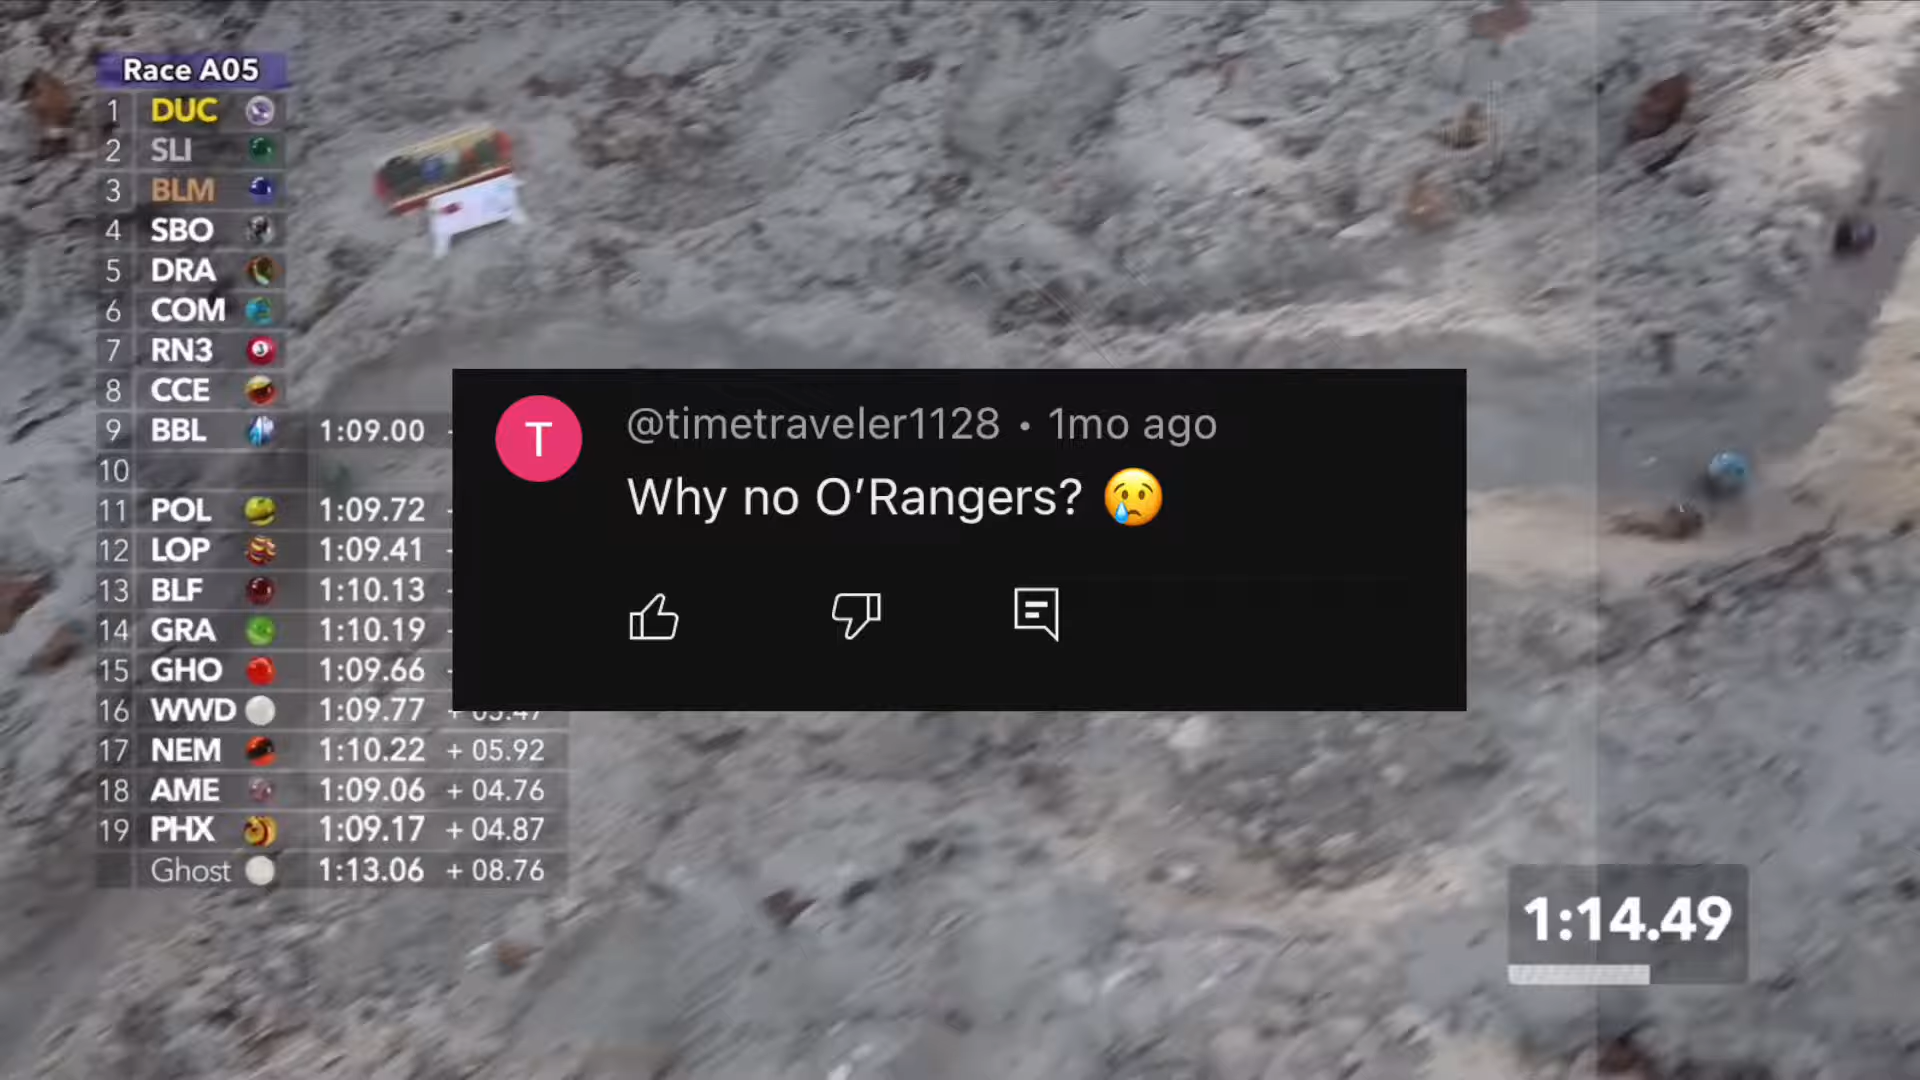 Race A05
1 DUC
2 SLI
3 BLM
4 SBO
5 DRA
6 COM
7 RN3
8 CCE
9 BBL 1:09.00
10
11 POL 1:09.72
12 LOP 1:09.41
13 BLF 1:10.13
14 GRA 1:10.19
15 GHO 1:09.66
16 WWD 1:09.77
17 NEM 1:10.22 + 05.92
18 AME 1:09.06 + 04.76
19 PHX 1:09.17 + 04.87
Ghost 1:13.06 + 08.76
T
@timetraveler1128 • 1mo ago
Why no O’Rangers? 😢
1:14.49